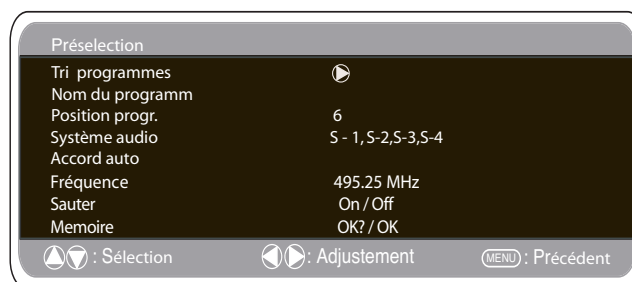 Préselection
Tri programmes
Nom du programm
Position progr. 6
Système audio S - 1, S-2,S-3,S-4
Accord auto
Fréquence 495.25 MHz
Sauter On / Off
Memoire OK? / OK
: Sélection : Adjustement MENU : Précédent